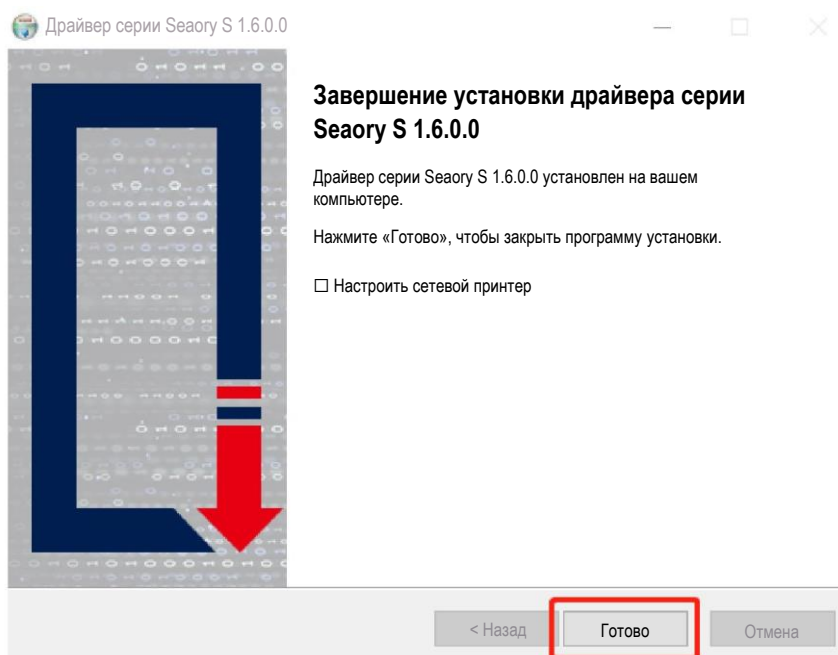 Драйвер серии Seaory S 1.6.0.0
Завершение установки драйвера серии
Seaory S 1.6.0.0
Драйвер серии Seaory S 1.6.0.0 установлен на вашем
компьютере.
Нажмите «Готово», чтобы закрыть программу установки.
Настроить сетевой принтер
< Назад
Готово
Отмена